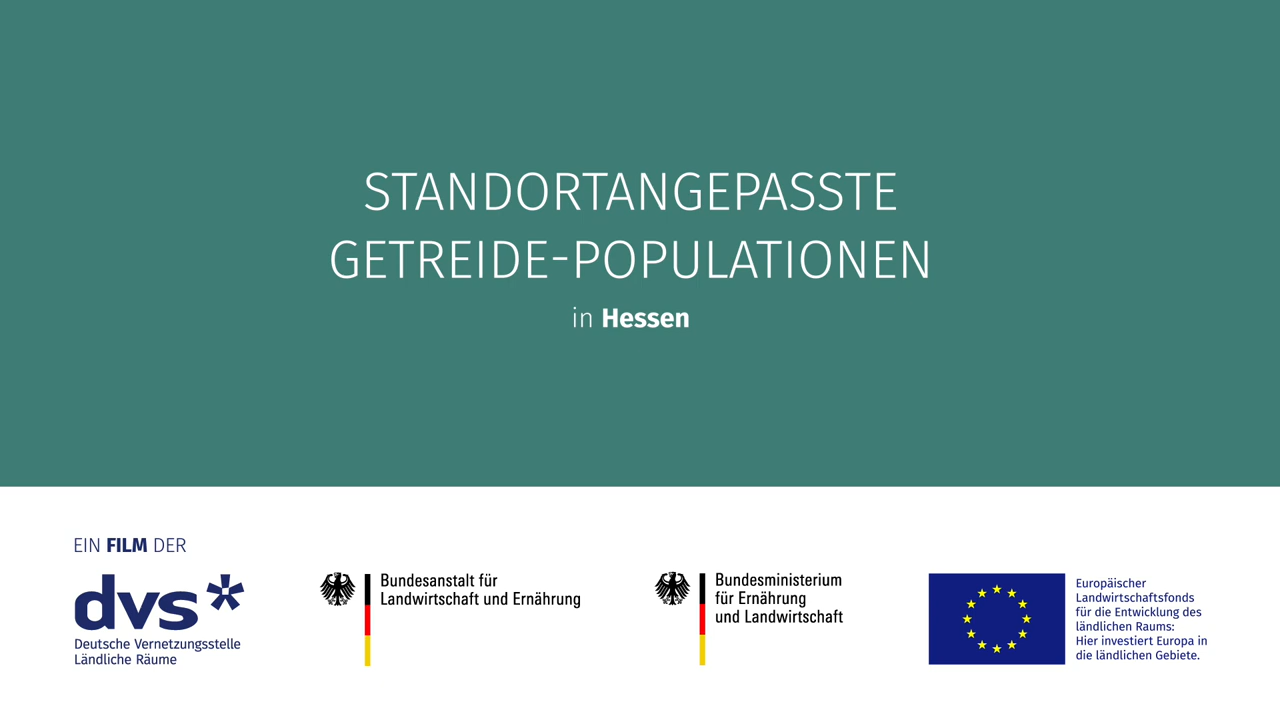 STANDORTANGEPASSTE
GETREIDE-POPULATIONEN
in Hessen
EIN FILM DER
dvs*
Deutsche Vernetzungsstelle
Ländliche Räume
Bundesanstalt für
Landwirtschaft und Ernährung
Bundesministerium
für Ernährung
und Landwirtschaft
Europäischer
Landwirtschaftsfonds
für die Entwicklung des
ländlichen Raums:
Hier investiert Europa in
die ländlichen Gebiete.